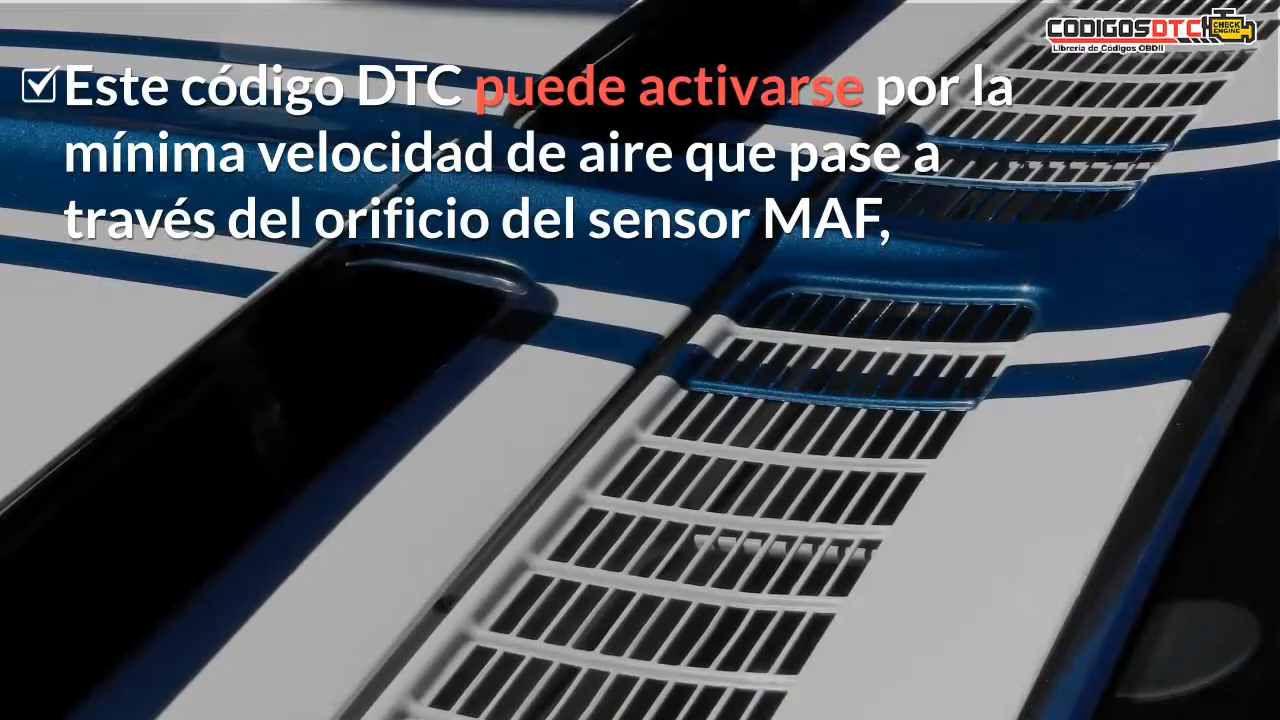 CODIGOSDTC
CHECK
ENGINE
Librería de Códigos OBDII
Este código DTC puede activarse por la
mínima velocidad de aire que pase a
través del orificio del sensor MAF,